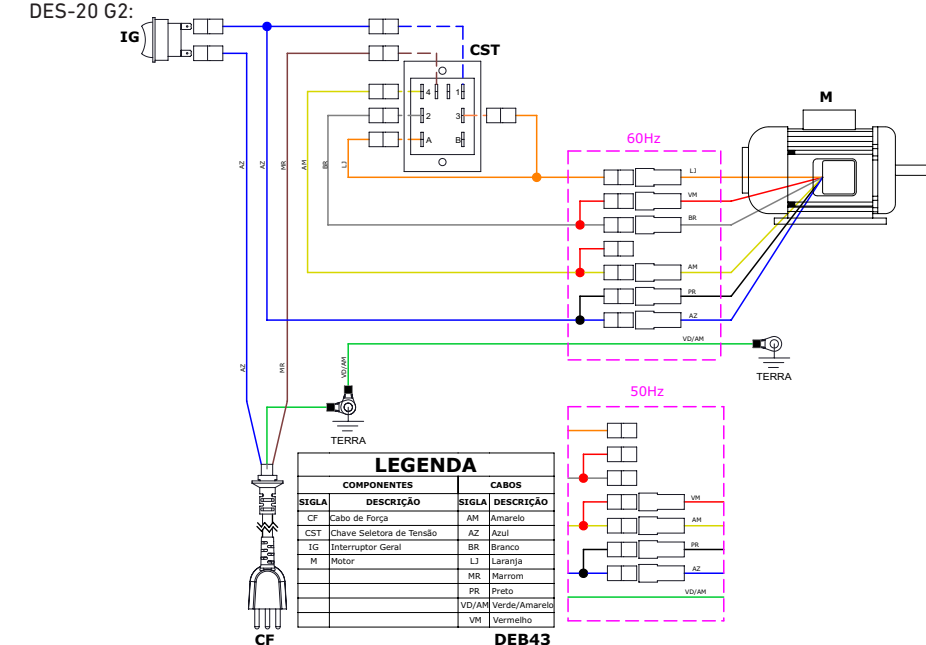 DES-20 G2:
IG
CST
M
4
1
2
3
A
B
60Hz
AZ
AZ
MR
AM
BR
LJ
LJ
VM
BR
AM
PR
AZ
VD/AM
TERRA
AZ
MR
VD/AM
TERRA
50Hz
VM
AM
PR
AZ
VD/AM
LEGENDA
COMPONENTES CABOS
SIGLA DESCRIÇÃO SIGLA DESCRIÇÃO
CF Cabo de Força AM Amarelo
CST Chave Seletora de Tensão AZ Azul
IG Interruptor Geral BR Branco
M Motor LJ Laranja
MR Marrom
PR Preto
VD/AM Verde/Amarelo
VM Vermelho
CF
DEB43